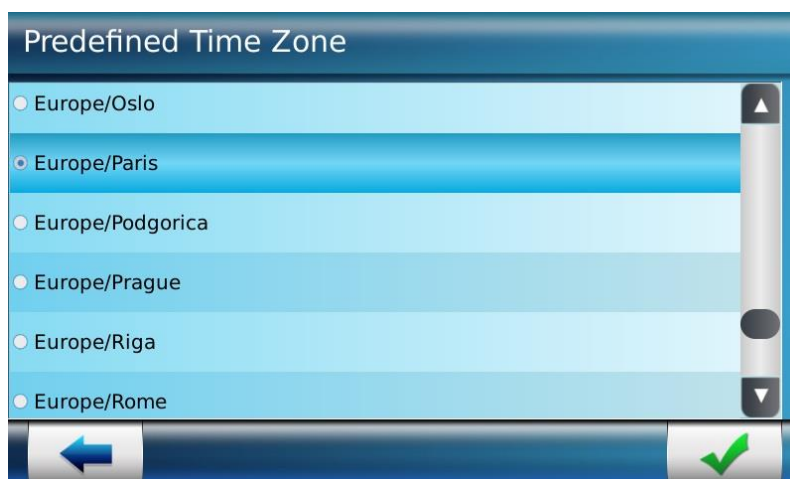 Predefined Time Zone
Europe/Oslo
Europe/Paris
Europe/Podgorica
Europe/Prague
Europe/Riga
Europe/Rome